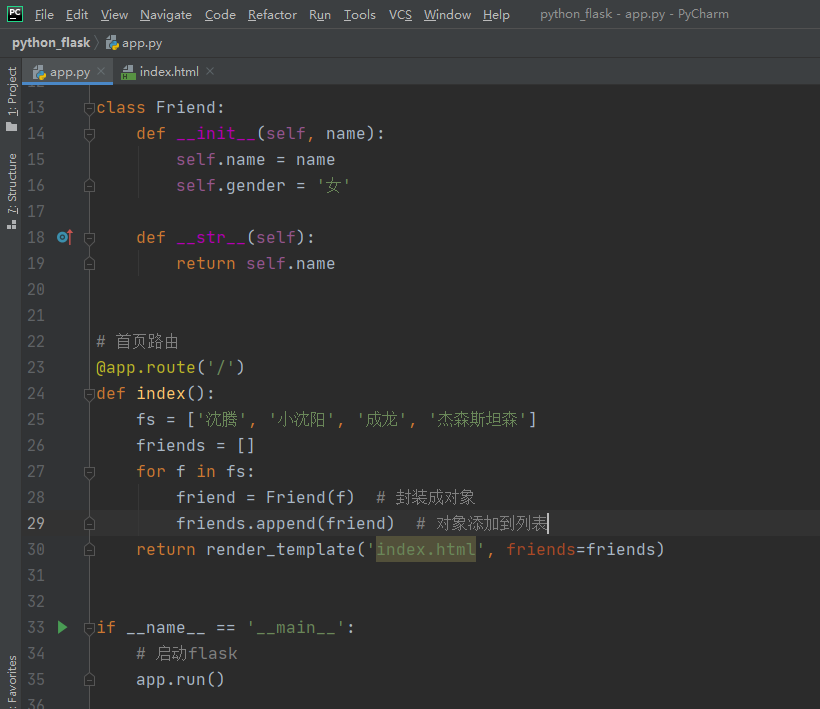 PC File Edit View Navigate Code Refactor Run Tools VCS Window Help python_flask - app.py - PyCharm
python_flask app.py
app.py index.html
1: Project
7: Structure
Favorites
13 class Friend:
14     def __init__(self, name):
15         self.name = name
16         self.gender = '女'
17
18     def __str__(self):
19         return self.name
20
21
22 # 首页路由
23 @app.route('/')
24 def index():
25     fs = ['沈腾', '小沈阳', '成龙', '杰森斯坦森']
26     friends = []
27     for f in fs:
28         friend = Friend(f)  # 封装成对象
29         friends.append(friend)  # 对象添加到列表
30     return render_template('index.html', friends=friends)
31
32
33 if __name__ == '__main__':
34     # 启动flask
35     app.run()
36